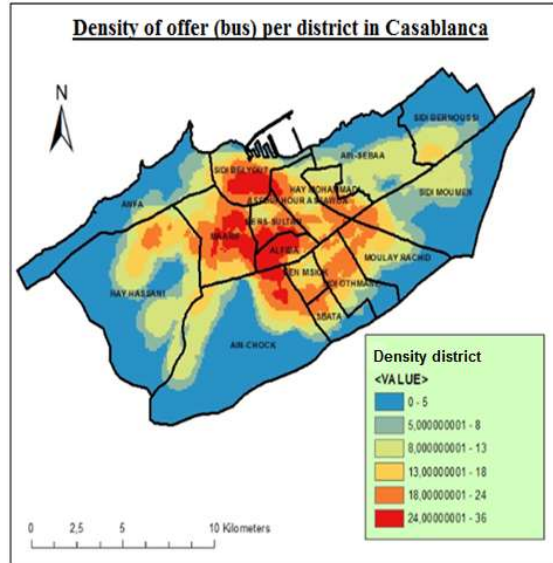 Density of offer (bus) per district in Casablanca
N
SIDI BERNOUSSI
AIN-SEBAA
SIDI BELYOUT
HAY MOHAMMADI
SIDI MOUMEN
ANFA
MERS-SULTAN
MAARIF
ALFIDA
MOULAY RACHID
BEN MSICK
HAY HASSANI
SBATA
AIN-CHOCK
Density district
<VALUE>
0 - 5
5,000000001 - 8
8,000000001 - 13
13,00000001 - 18
18,00000001 - 24
24,00000001 - 36
0 2,5 5 10 Kilometers